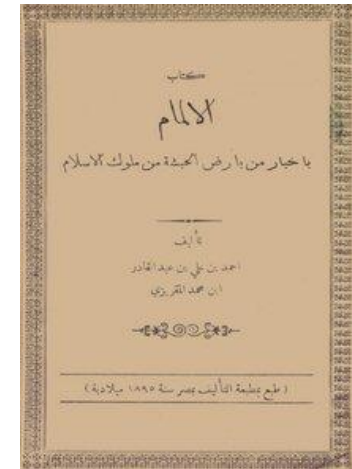 كتاب
الالمام
باخبار من بارض الحبشة من ملوك الاسلام
تأليف
احمد بن علي بن عبد القادر
ابن محمد المقريزي
( طبع بمطبعة التأليف بمصر سنة ١٨٩٥ ميلادية )